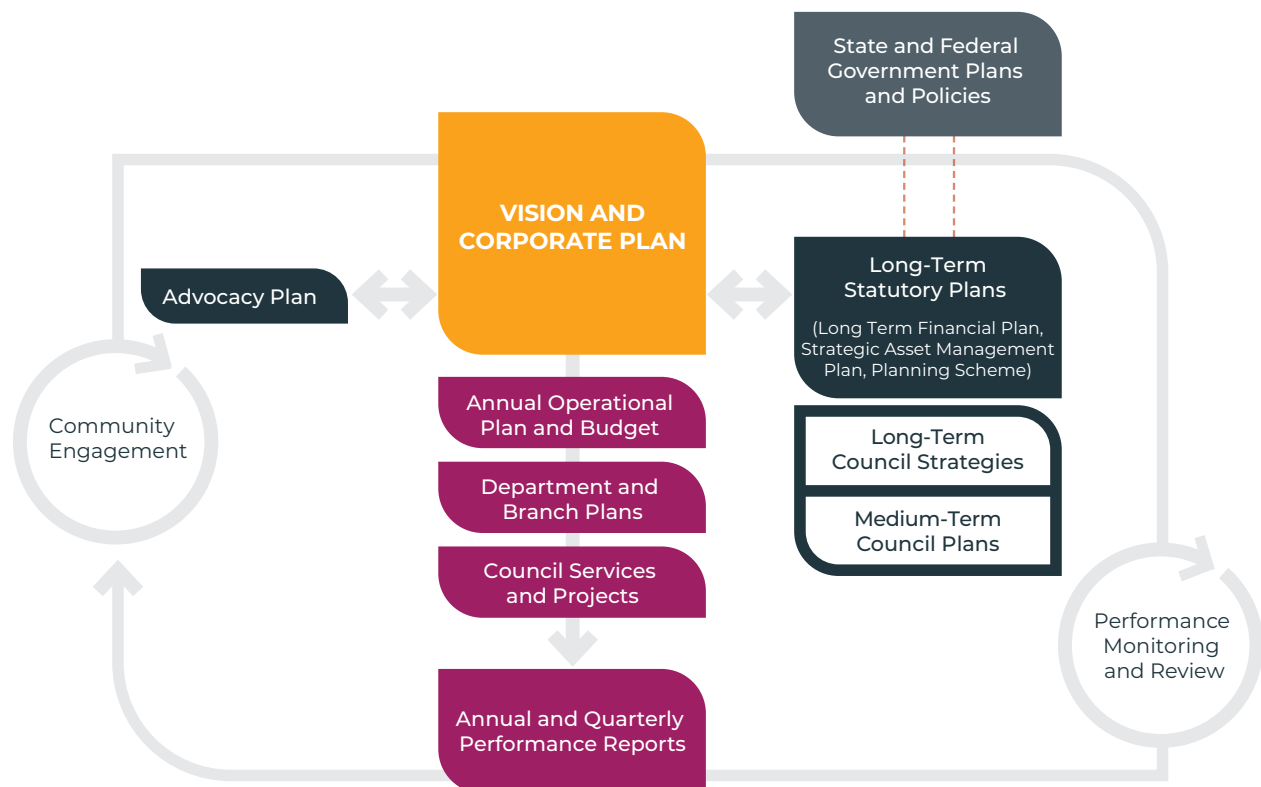 State and Federal
Government Plans
and Policies
VISION AND
CORPORATE PLAN
Advocacy Plan
Long-Term
Statutory Plans
(Long Term Financial Plan,
Strategic Asset Management
Plan, Planning Scheme)
Annual Operational
Plan and Budget
Long-Term
Council Strategies
Community
Engagement
Department and
Branch Plans
Medium-Term
Council Plans
Council Services
and Projects
Performance
Monitoring
and Review
Annual and Quarterly
Performance Reports